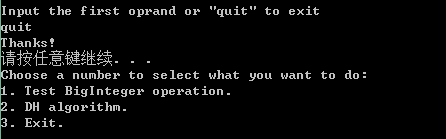 Input the first oprand or "quit" to exit
quit
Thanks!
请按任意键继续. . .
Choose a number to select what you want to do:
1. Test BigInteger operation.
2. DH algorithm.
3. Exit.